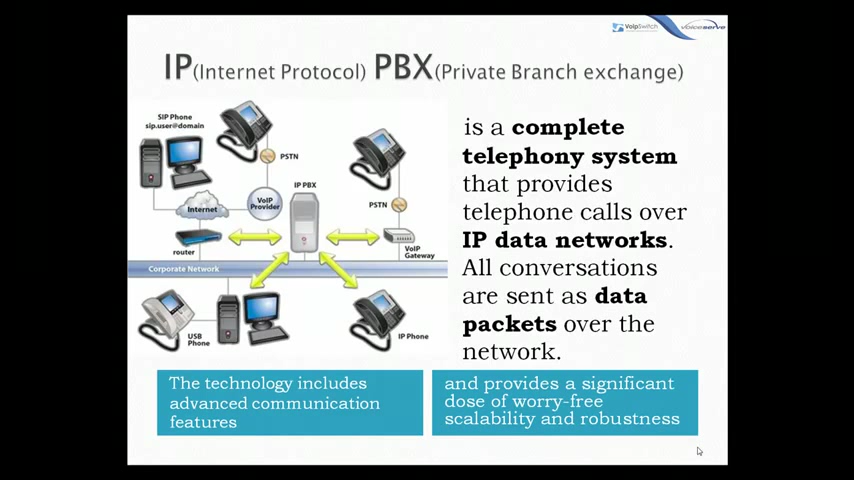 VoipSwitch
voiceserve
IP(Internet Protocol) PBX(Private Branch exchange)
SIP Phone
sip.user@domain
PSTN
IP PBX
VoIP
Provider
Internet
PSTN
router
VoIP
Gateway
Corporate Network
USB
Phone
IP Phone
is a complete
telephony system
that provides
telephone calls over
IP data networks.
All conversations
are sent as data
packets over the
network.
The technology includes
advanced communication
features
and provides a significant
dose of worry-free
scalability and robustness